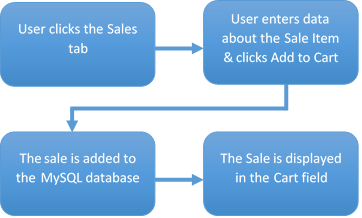 User clicks the Sales
tab
User enters data
about the Sale Item
& clicks Add to Cart
The sale is added to
the MySQL database
The Sale is displayed
in the Cart field